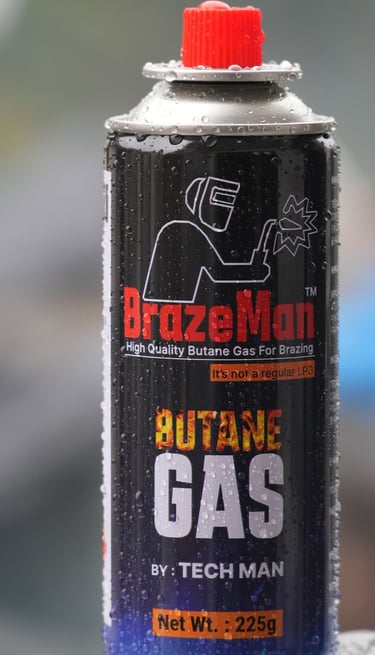 BrazeMan™
High Quality Butane Gas For Brazing
It's not a regular LPG
BUTANE
GAS
BY : TECH MAN
Net Wt. : 225g